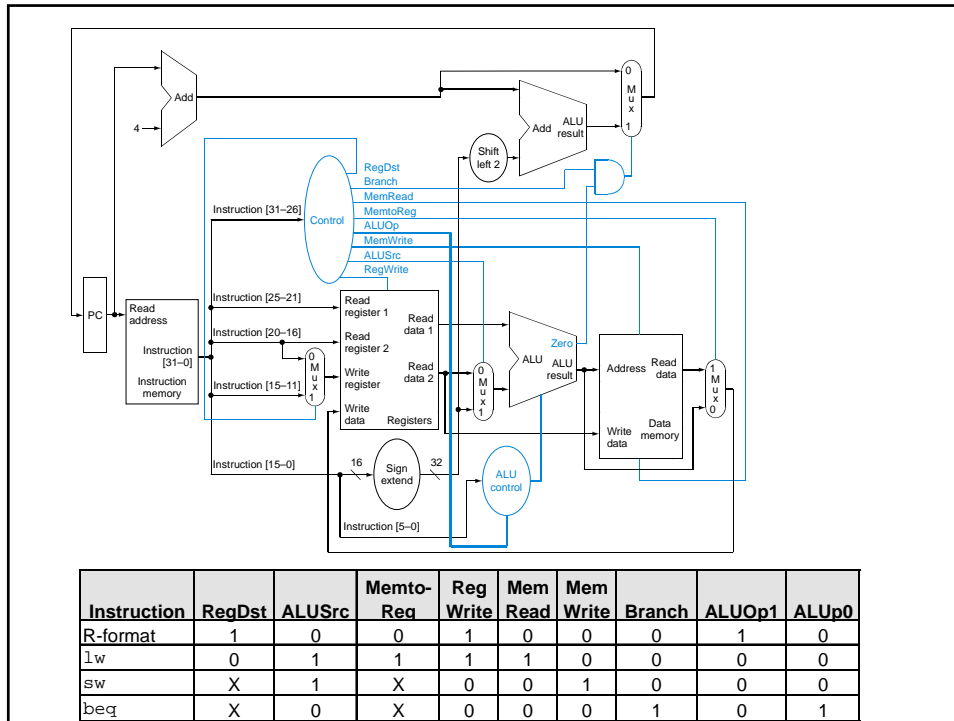 Add
4
0
M
u
x
1
Add
ALU
result
Shift
left 2
RegDst
Branch
MemRead
MemtoReg
ALUOp
MemWrite
ALUSrc
RegWrite
Control
Instruction [31–26]
Instruction [25–21]
Instruction [20–16]
Instruction [15–11]
Instruction [15–0]
Instruction [5–0]
PC
Read
address
Instruction
[31–0]
Instruction
memory
0
M
u
x
1
Read
register 1
Read
register 2
Write
register
Write
data
Read
data 1
Read
data 2
Registers
0
M
u
x
1
Zero
ALU
ALU
result
Address
Read
data
Write
data
Data
memory
1
M
u
x
0
16
Sign
extend
32
ALU
control
Instruction RegDst ALUSrc Memto-Reg Reg Write Mem Read Mem Write Branch ALUOp1 ALUp0
R-format 1 0 0 1 0 0 0 1 0
lw 0 1 1 1 1 0 0 0 0
sw X 1 X 0 0 1 0 0 0
beq X 0 X 0 0 0 1 0 1